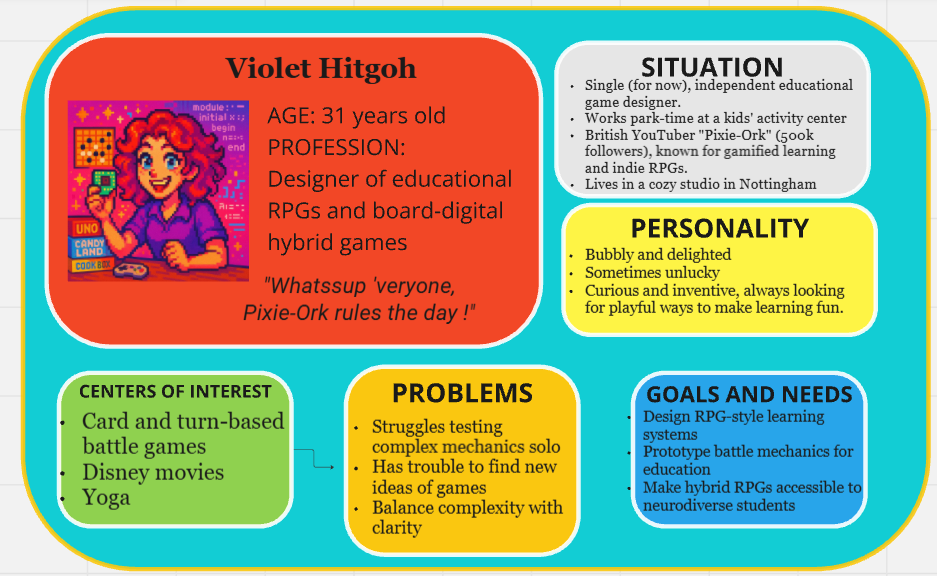 Violet Hitgoh
module:
initial x:;
begin
n=:-:
end
UNO
CANDY
LAND
COOK BOX
AGE: 31 years old
PROFESSION:
Designer of educational
RPGs and board-digital
hybrid games
"Whatssup 'veryone,
Pixie-Ork rules the day !"
SITUATION
• Single (for now), independent educational
game designer.
• Works park-time at a kids' activity center
• British YouTuber "Pixie-Ork" (500k
followers), known for gamified learning
and indie RPGs.
• Lives in a cozy studio in Nottingham
PERSONALITY
• Bubbly and delighted
• Sometimes unlucky
• Curious and inventive, always looking
for playful ways to make learning fun.
CENTERS OF INTEREST
• Card and turn-based
battle games
• Disney movies
• Yoga
PROBLEMS
• Struggles testing
complex mechanics solo
• Has trouble to find new
ideas of games
• Balance complexity with
clarity
GOALS AND NEEDS
• Design RPG-style learning
systems
• Prototype battle mechanics for
education
• Make hybrid RPGs accessible to
neurodiverse students